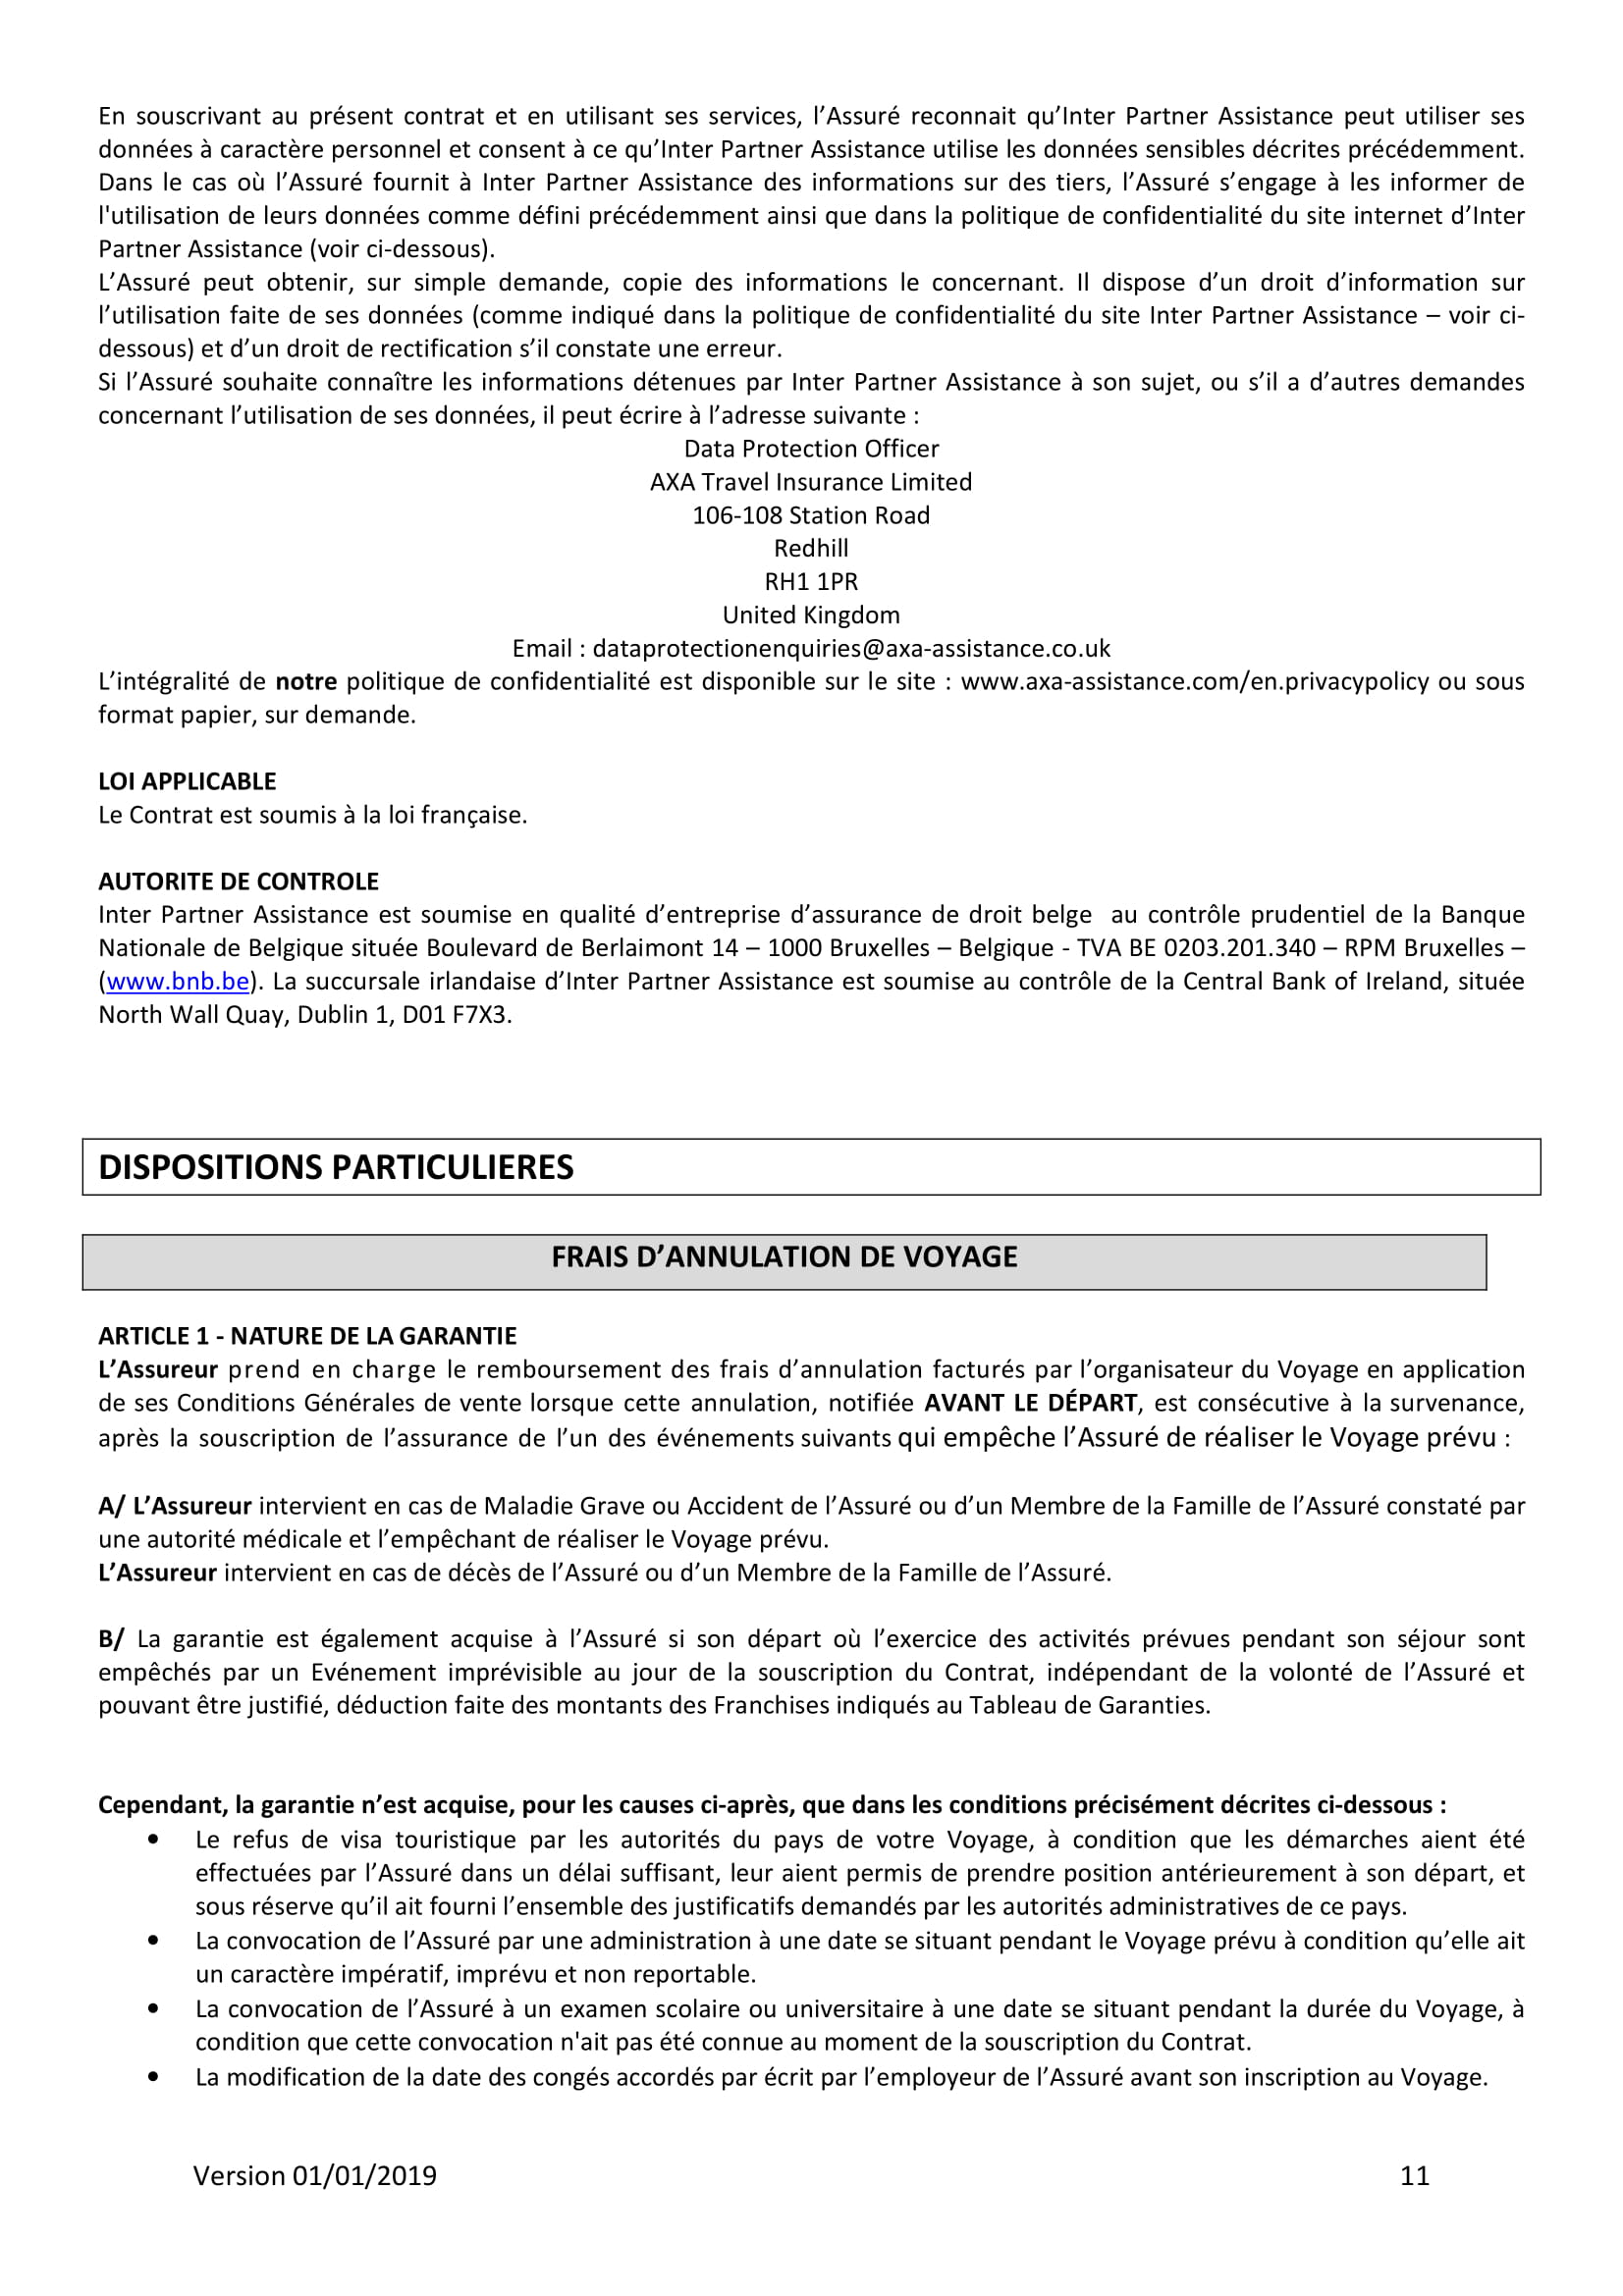 En souscrivant au présent contrat et en utilisant ses services, l’Assuré reconnait qu’Inter Partner Assistance peut utiliser ses
données à caractère personnel et consent à ce qu’Inter Partner Assistance utilise les données sensibles décrites précédemment.
Dans le cas où l’Assuré fournit à Inter Partner Assistance des informations sur des tiers, l’Assuré s’engage à les informer de
l'utilisation de leurs données comme défini précédemment ainsi que dans la politique de confidentialité du site internet d’Inter
Partner Assistance (voir ci-dessous).
L’Assuré peut obtenir, sur simple demande, copie des informations le concernant. Il dispose d’un droit d’information sur
l’utilisation faite de ses données (comme indiqué dans la politique de confidentialité du site Inter Partner Assistance – voir ci-
dessous) et d’un droit de rectification s’il constate une erreur.
Si l’Assuré souhaite connaître les informations détenues par Inter Partner Assistance à son sujet, ou s’il a d’autres demandes
concernant l’utilisation de ses données, il peut écrire à l’adresse suivante :
Data Protection Officer
AXA Travel Insurance Limited
106-108 Station Road
Redhill
RH1 1PR
United Kingdom
Email : dataprotectionenquiries@axa-assistance.co.uk
L’intégralité de notre politique de confidentialité est disponible sur le site : www.axa-assistance.com/en.privacypolicy ou sous
format papier, sur demande.
LOI APPLICABLE
Le Contrat est soumis à la loi française.
AUTORITE DE CONTROLE
Inter Partner Assistance est soumise en qualité d’entreprise d’assurance de droit belge au contrôle prudentiel de la Banque
Nationale de Belgique située Boulevard de Berlaimont 14 – 1000 Bruxelles – Belgique - TVA BE 0203.201.340 – RPM Bruxelles –
(www.bnb.be). La succursale irlandaise d’Inter Partner Assistance est soumise au contrôle de la Central Bank of Ireland, située
North Wall Quay, Dublin 1, D01 F7X3.
DISPOSITIONS PARTICULIERES
FRAIS D’ANNULATION DE VOYAGE
ARTICLE 1 - NATURE DE LA GARANTIE
L’Assureur prend en charge le remboursement des frais d’annulation facturés par l’organisateur du Voyage en application
de ses Conditions Générales de vente lorsque cette annulation, notifiée AVANT LE DÉPART, est consécutive à la survenance,
après la souscription de l’assurance de l’un des événements suivants qui empêche l’Assuré de réaliser le Voyage prévu :
A/ L’Assureur intervient en cas de Maladie Grave ou Accident de l’Assuré ou d’un Membre de la Famille de l’Assuré constaté par
une autorité médicale et l’empêchant de réaliser le Voyage prévu.
L’Assureur intervient en cas de décès de l’Assuré ou d’un Membre de la Famille de l’Assuré.
B/ La garantie est également acquise à l’Assuré si son départ où l’exercice des activités prévues pendant son séjour sont
empêchés par un Evénement imprévisible au jour de la souscription du Contrat, indépendant de la volonté de l’Assuré et
pouvant être justifié, déduction faite des montants des Franchises indiqués au Tableau de Garanties.
Cependant, la garantie n’est acquise, pour les causes ci-après, que dans les conditions précisément décrites ci-dessous :
• Le refus de visa touristique par les autorités du pays de votre Voyage, à condition que les démarches aient été
effectuées par l’Assuré dans un délai suffisant, leur aient permis de prendre position antérieurement à son départ, et
sous réserve qu’il ait fourni l’ensemble des justificatifs demandés par les autorités administratives de ce pays.
• La convocation de l’Assuré par une administration à une date se situant pendant le Voyage prévu à condition qu’elle ait
un caractère impératif, imprévu et non reportable.
• La convocation de l’Assuré à un examen scolaire ou universitaire à une date se situant pendant la durée du Voyage, à
condition que cette convocation n'ait pas été connue au moment de la souscription du Contrat.
• La modification de la date des congés accordés par écrit par l’employeur de l’Assuré avant son inscription au Voyage.
Version 01/01/2019 11